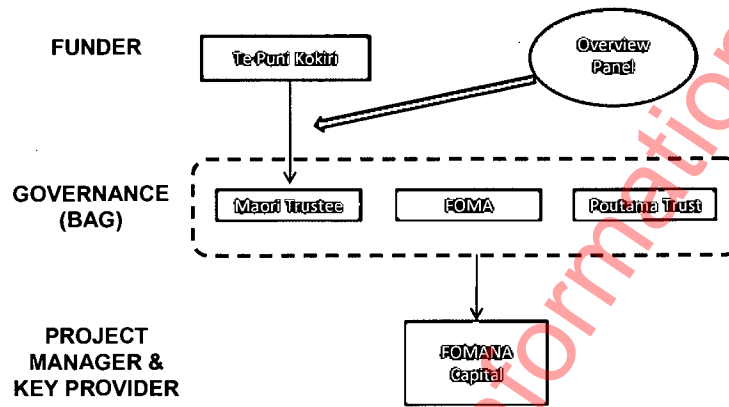 FUNDER
Te Puni Kokiri
Overview
Panel
GOVERNANCE
(BAG)
Maori Trustee
FOMA
Poutama Trust
PROJECT
MANAGER &
KEY PROVIDER
FOMANA
Capital
nformation